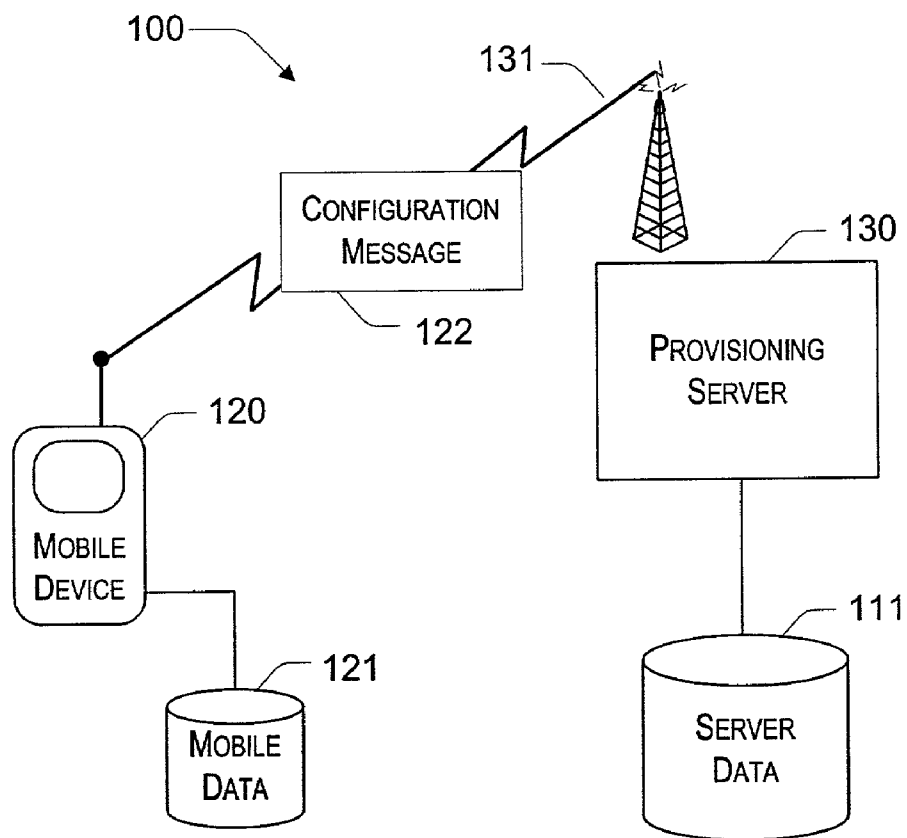 100
131
CONFIGURATION
MESSAGE
122
130
PROVISIONING
SERVER
120
MOBILE
DEVICE
121
MOBILE
DATA
111
SERVER
DATA